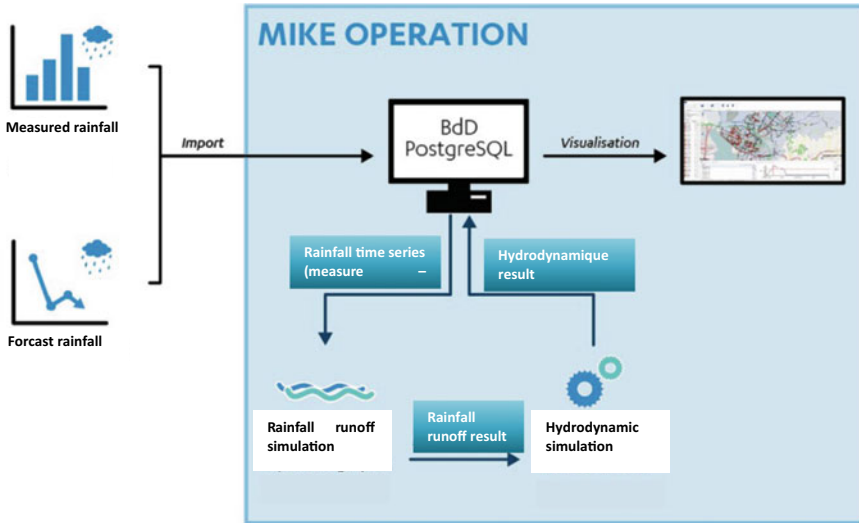 MIKE OPERATION
Measured rainfall
Import
BdD
PostgreSQL
Visualisation
Forcast rainfall
Rainfall time series
(measure –
Hydrodynamique
result
Rainfall runoff
simulation
Rainfall
runoff result
Hydrodynamic
simulation